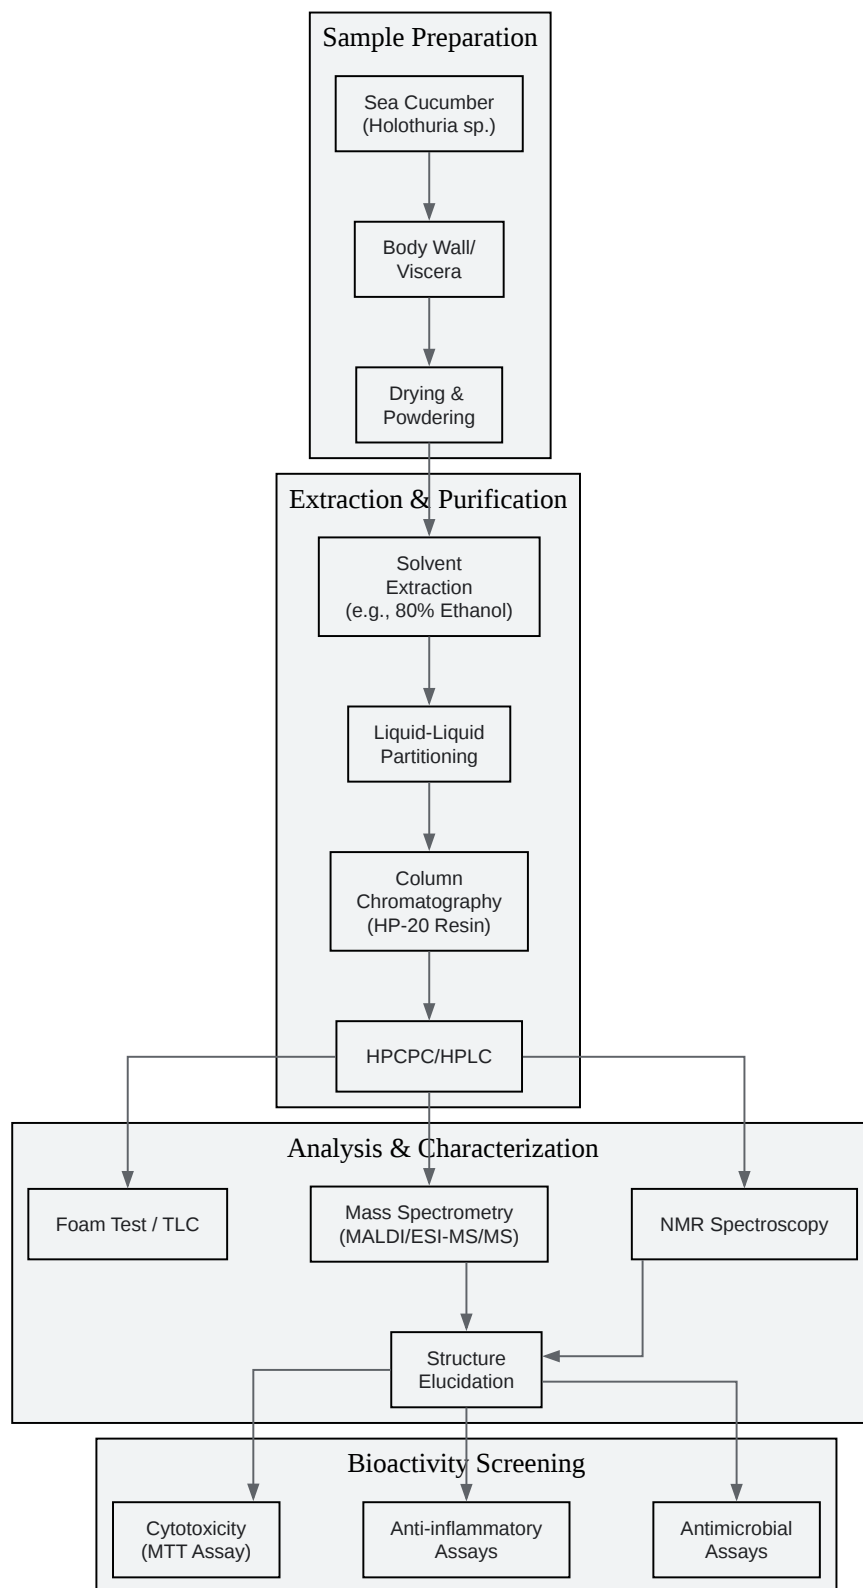 Sample Preparation
Sea Cucumber
(Holothuria sp.)
Body Wall/
Viscera
Drying &
Powdering
Extraction & Purification
Solvent
Extraction
(e.g., 80% Ethanol)
Liquid-Liquid
Partitioning
Column
Chromatography
(HP-20 Resin)
HPCPC/HPLC
Analysis & Characterization
Foam Test / TLC
Mass Spectrometry
(MALDI/ESI-MS/MS)
NMR Spectroscopy
Structure
Elucidation
Bioactivity Screening
Cytotoxicity
(MTT Assay)
Anti-inflammatory
Assays
Antimicrobial
Assays